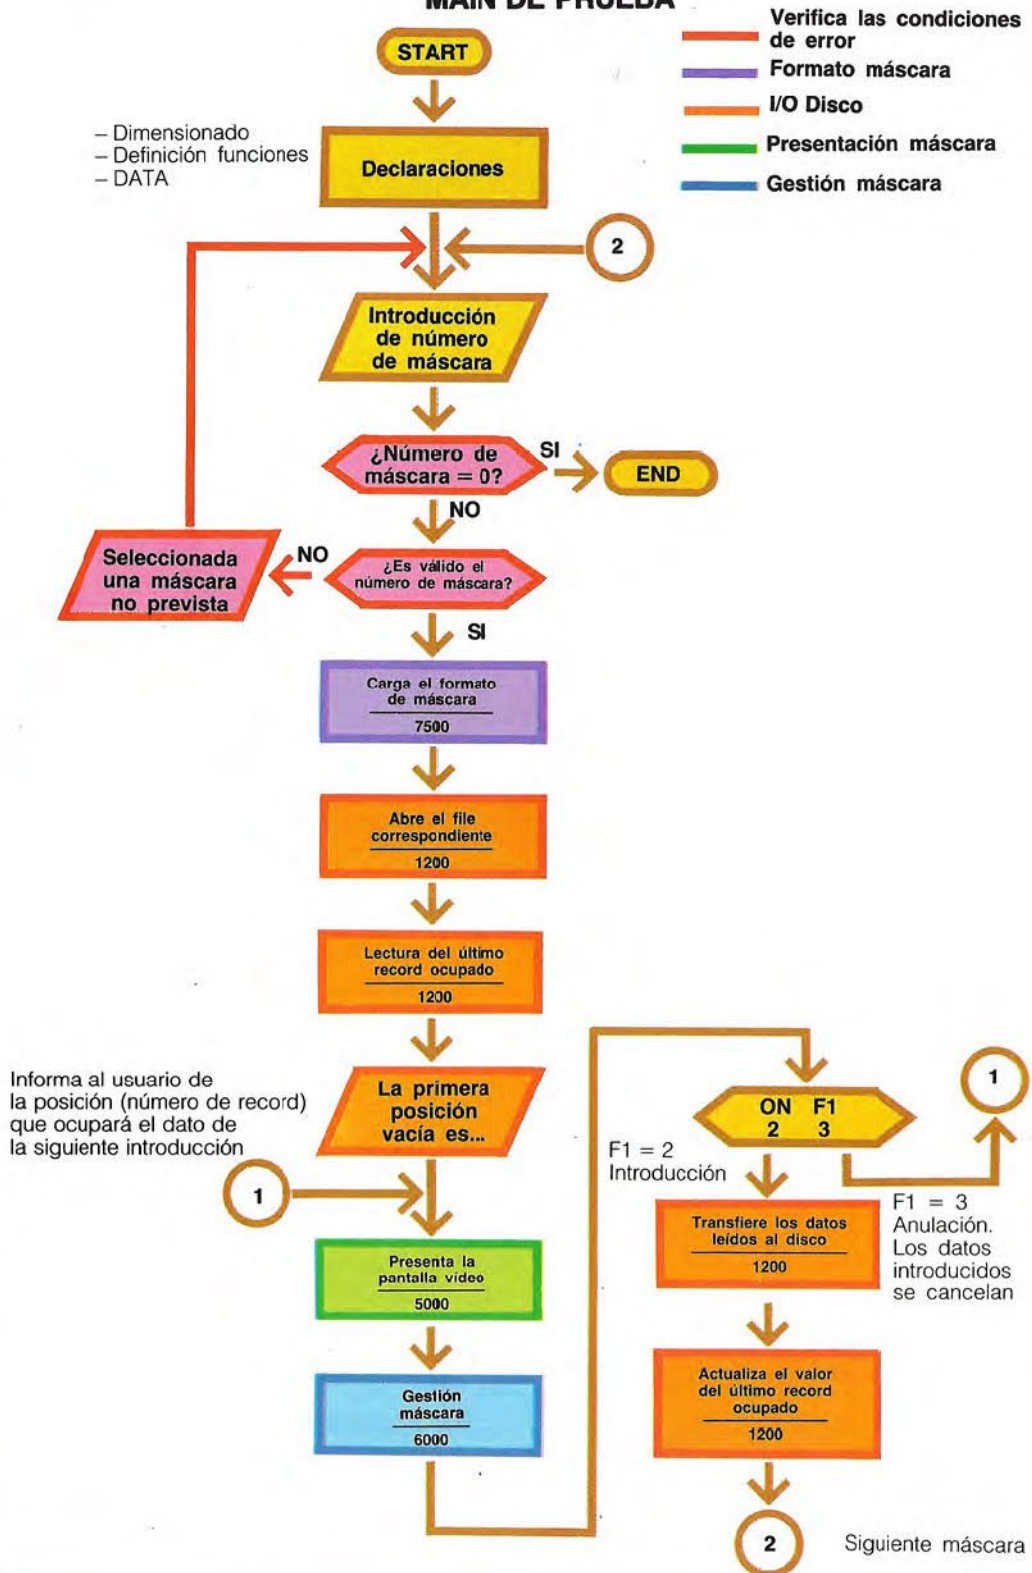 MAIN DE PRUEBA
START
Verifica las condiciones
de error
Formato máscara
I/O Disco
Presentación máscara
Gestión máscara
– Dimensionado
– Definición funciones
– DATA
Declaraciones
2
Introducción
de número
de máscara
¿Número de
máscara = 0?
SI
END
NO
¿Es válido el
número de máscara?
NO
Seleccionada
una máscara
no prevista
SI
Carga el formato
de máscara
7500
Abre el file
correspondiente
1200
Lectura del último
record ocupado
1200
Informa al usuario de
la posición (número de record)
que ocupará el dato de
la siguiente introducción
La primera
posición
vacía es...
1
Presenta la
pantalla vídeo
5000
Gestión
máscara
6000
ON F1
2 3
1
F1 = 2
Introducción
F1 = 3
Anulación.
Los datos
introducidos
se cancelan
Transfiere los datos
leídos al disco
1200
Actualiza el valor
del último record
ocupado
1200
2
Siguiente máscara